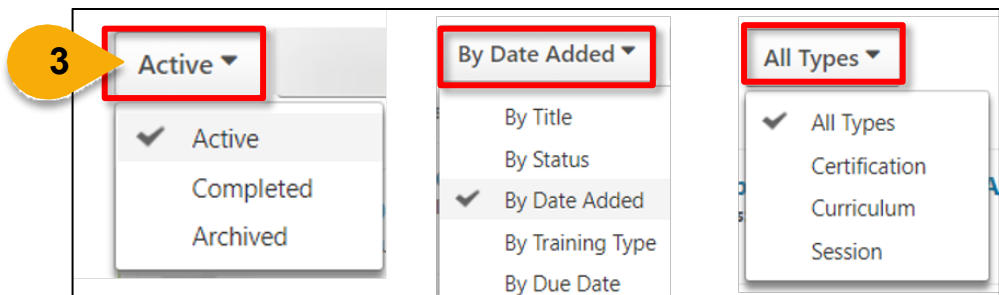 3
Active
Active
Completed
Archived
By Date Added
By Title
By Status
By Date Added
By Training Type
By Due Date
All Types
All Types
Certification
Curriculum
Session